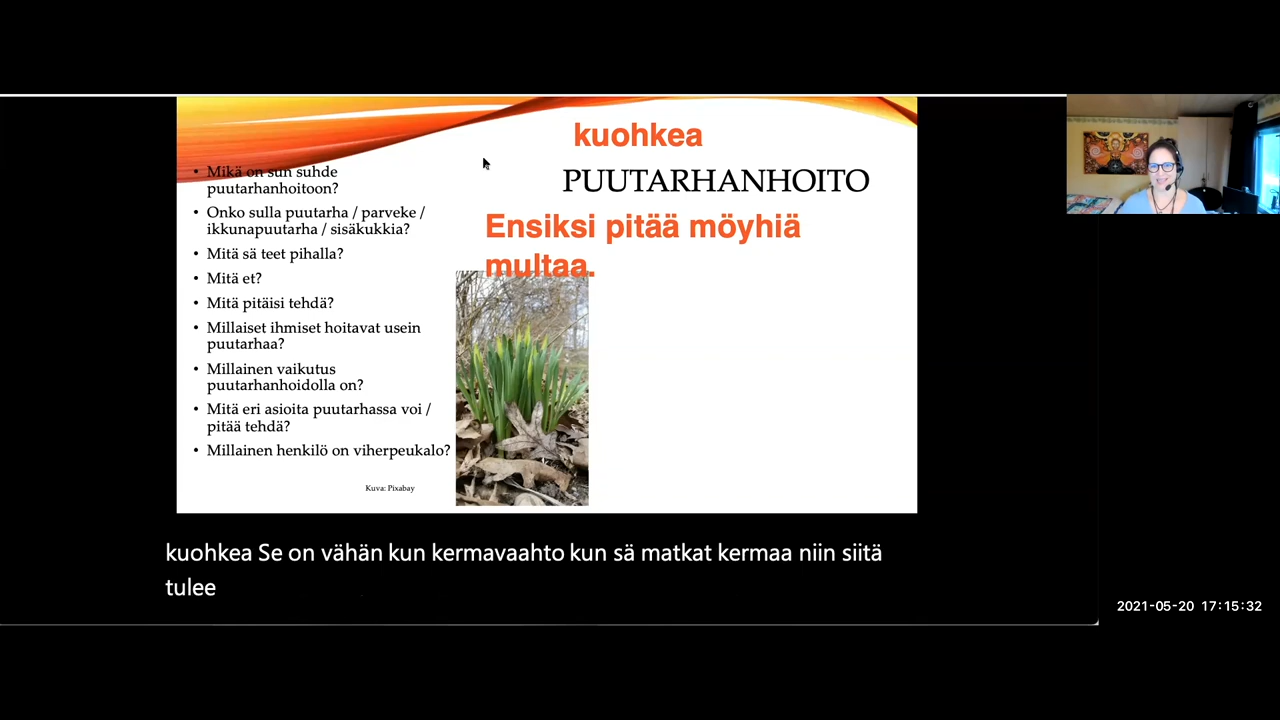 kuohkea
PUUTARHANHOITO
Ensiksi pitää möyhiä
multaa.
• Mikä on sun suhde
puutarhanhoitoon?
• Onko sulla puutarha / parveke /
ikkunapuutarha / sisäkukkia?
• Mitä sä teet pihalla?
• Mitä et?
• Mitä pitäisi tehdä?
• Millaiset ihmiset hoitavat usein
puutarhaa?
• Millainen vaikutus
puutarhanhoidolla on?
• Mitä eri asioita puutarhassa voi /
pitää tehdä?
• Millainen henkilö on viherpeukalo?
Kuva: Pixabay
kuohkea Se on vähän kun kermavaahto kun sä matkat kermaa niin siitä
tulee
2021-05-20 17:15:32